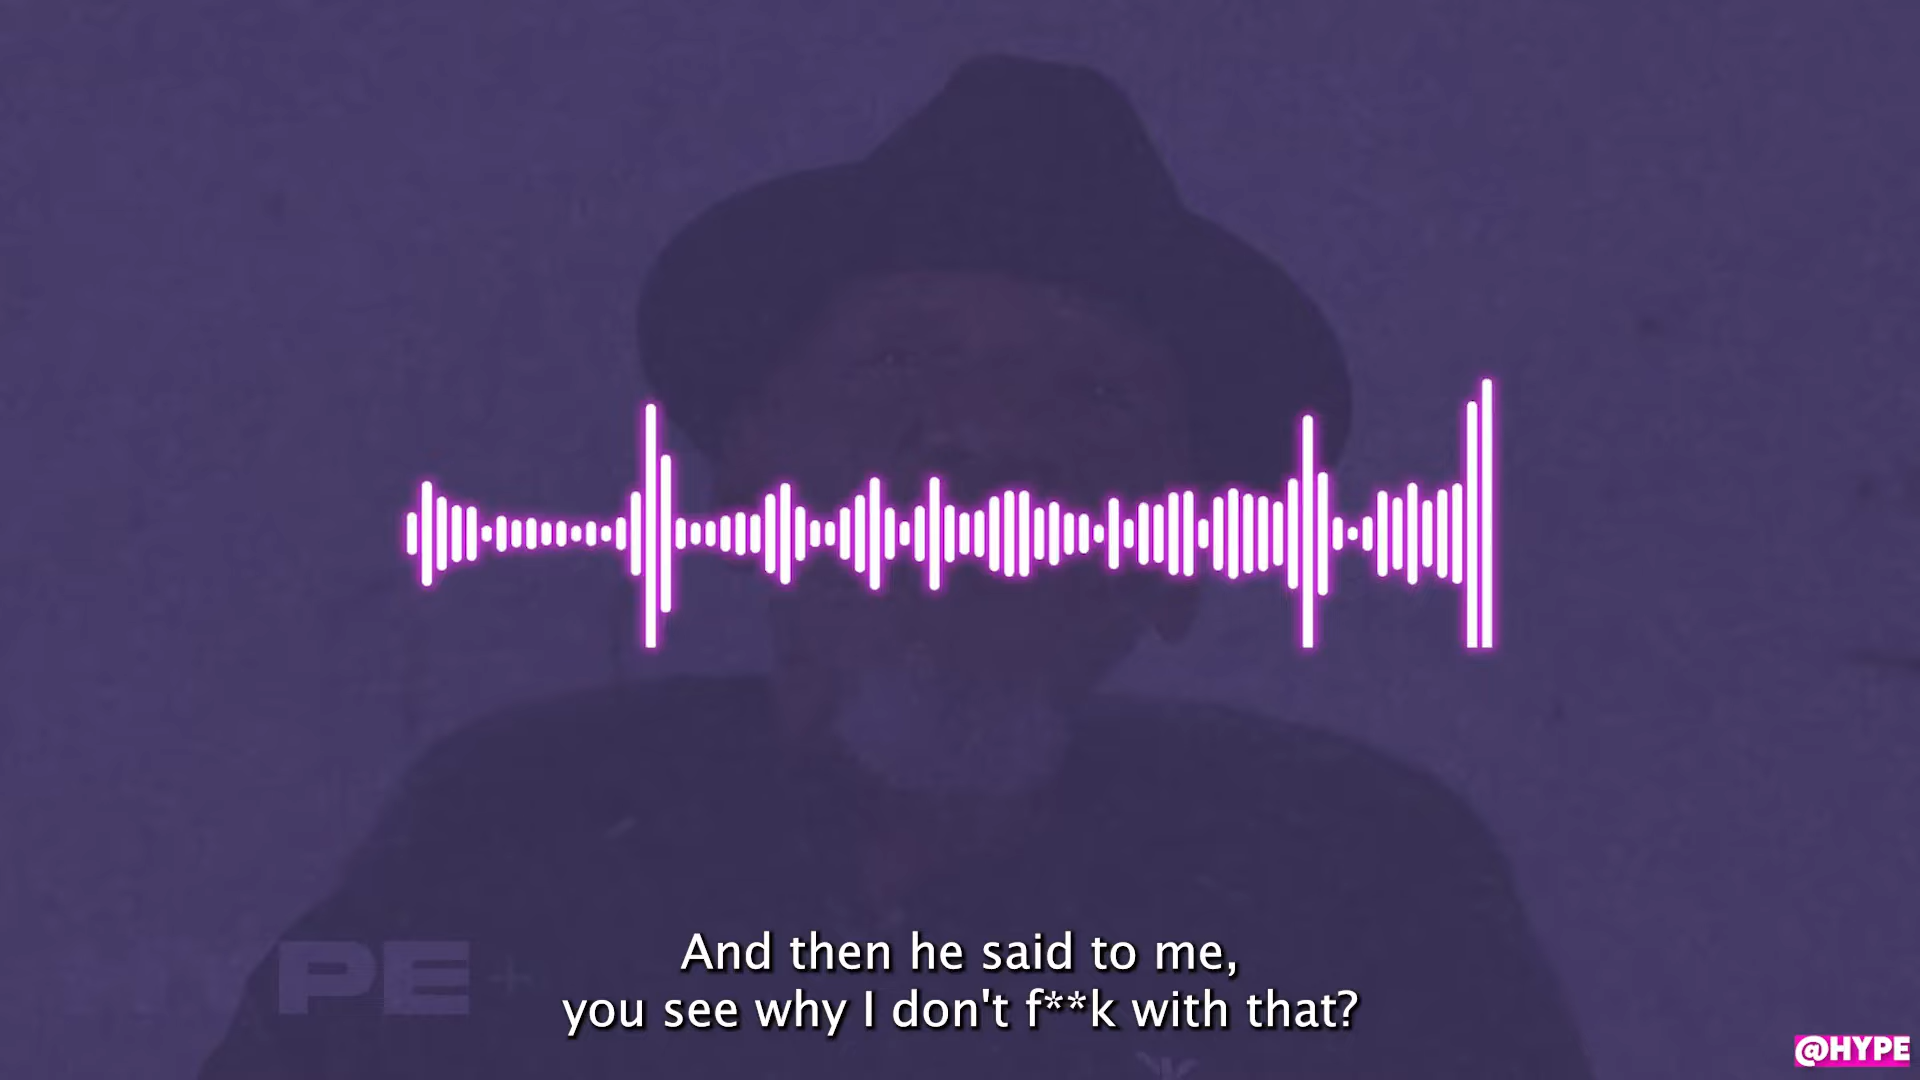 And then he said to me,
you see why I don't f**k with that?
PE
@HYPE